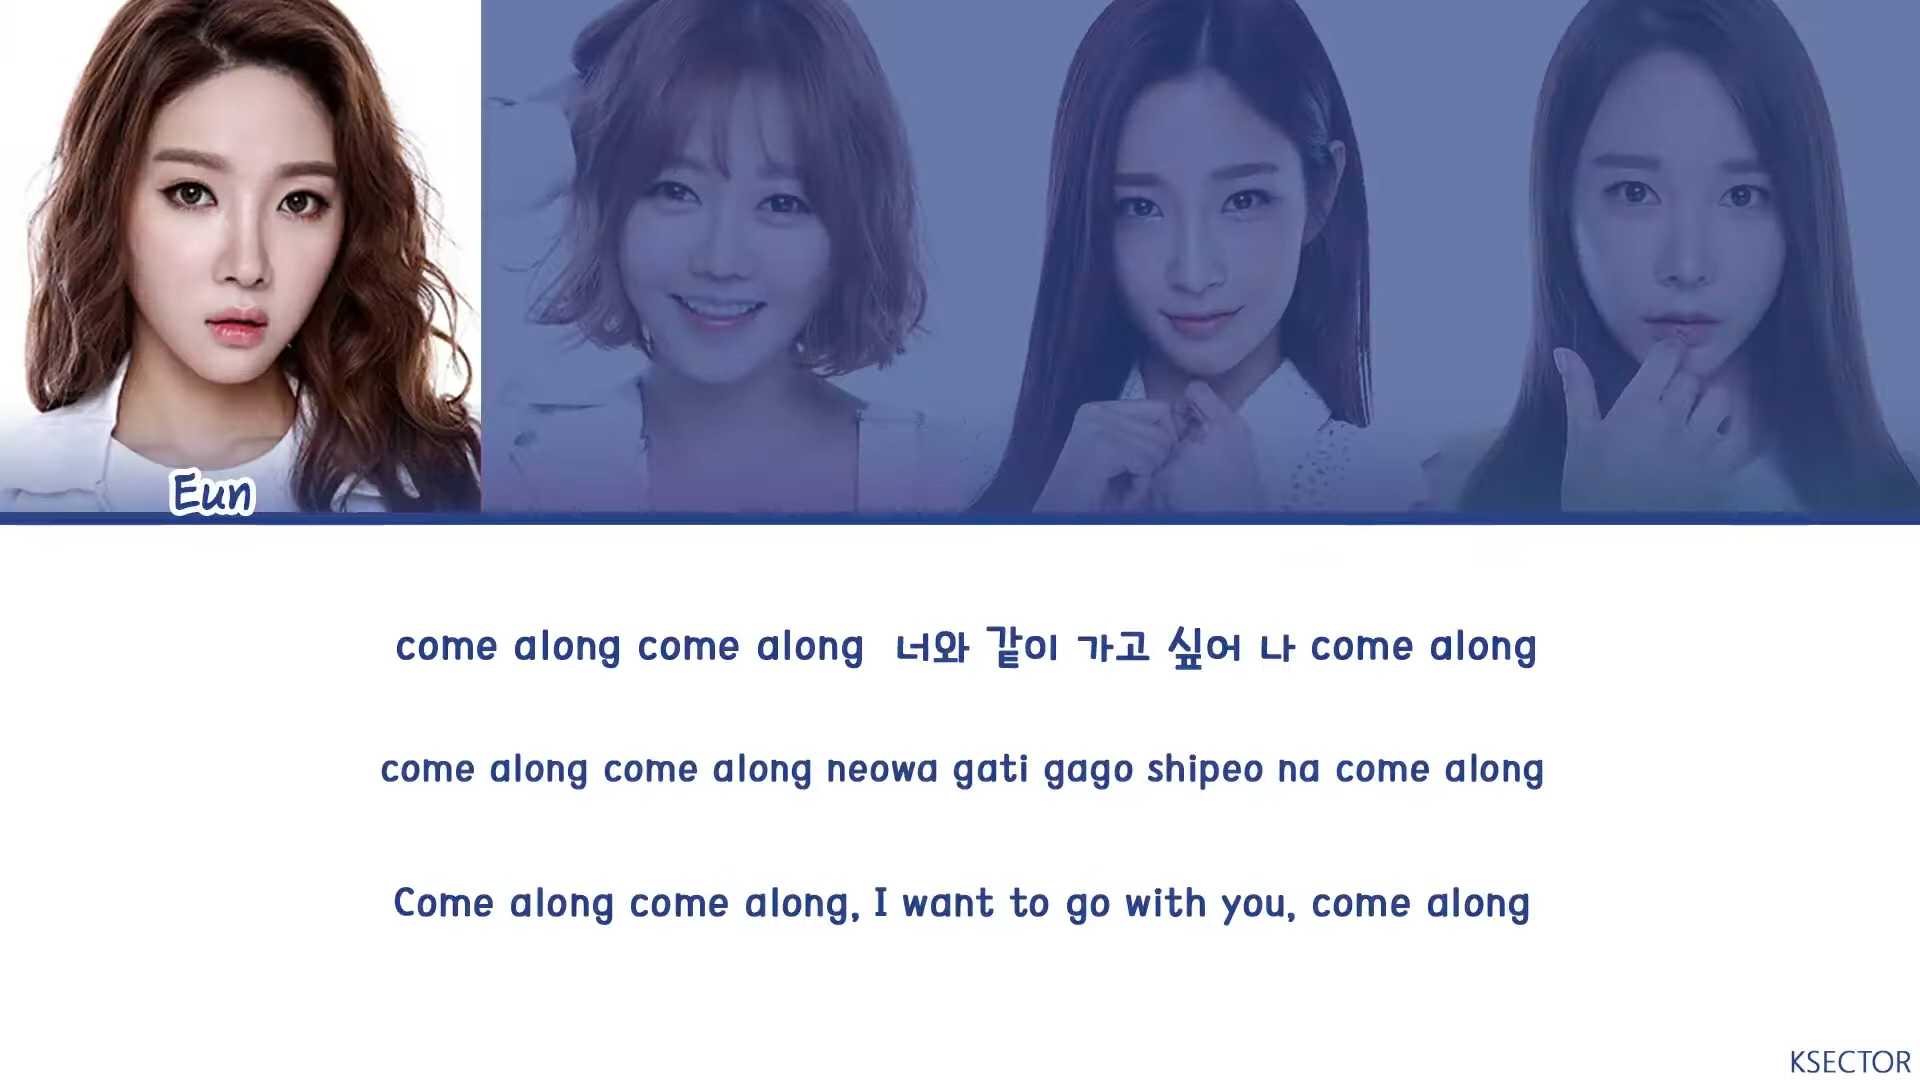 Eun
come along come along 너와 같이 가고 싶어 나 come along
come along come along neowa gati gago shipeo na come along
Come along come along, I want to go with you, come along
KSECTOR